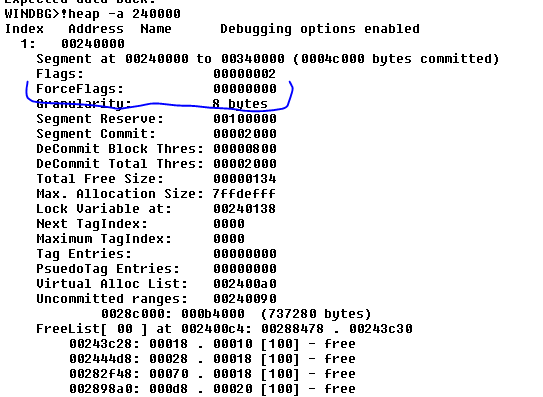 Expected data back.
WINDBG>!heap -a 240000
Index Address Name Debugging options enabled
1: 00240000
Segment at 00240000 to 00340000 (0004c000 bytes committed)
Flags: 00000002
ForceFlags: 00000000
Granularity: 8 bytes
Segment Reserve: 00100000
Segment Commit: 00002000
DeCommit Block Thres: 00000800
DeCommit Total Thres: 00002000
Total Free Size: 00000134
Max. Allocation Size: 7ffdefff
Lock Variable at: 00240138
Next TagIndex: 0000
Maximum TagIndex: 0000
Tag Entries: 00000000
PsuedoTag Entries: 00000000
Virtual Alloc List: 002400a0
Uncommitted ranges: 00240090
0028c000: 000b4000 (737280 bytes)
FreeList[ 00 ] at 002400c4: 00288478 . 00243c30
00243c28: 00018 . 00010 [100] - free
002444d8: 00028 . 00018 [100] - free
00282f48: 00070 . 00018 [100] - free
002898a0: 000d8 . 00020 [100] - free